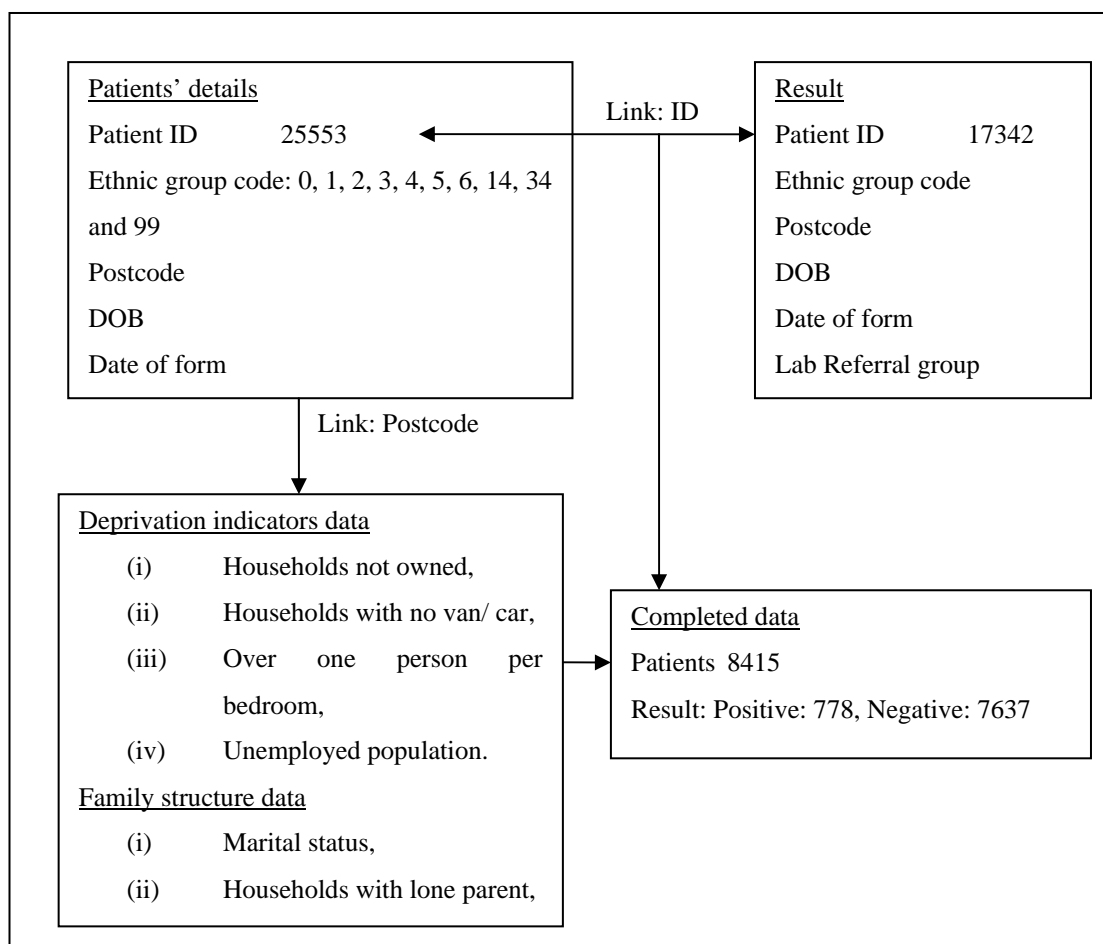 Patients’ details
Patient ID 25553
Ethnic group code: 0, 1, 2, 3, 4, 5, 6, 14, 34
and 99
Postcode
DOB
Date of form
Link: ID
Result
Patient ID 17342
Ethnic group code
Postcode
DOB
Date of form
Lab Referral group
Link: Postcode
Deprivation indicators data
(i) Households not owned,
(ii) Households with no van/ car,
(iii) Over one person per
bedroom,
(iv) Unemployed population.
Family structure data
(i) Marital status,
(ii) Households with lone parent,
Completed data
Patients 8415
Result: Positive: 778, Negative: 7637